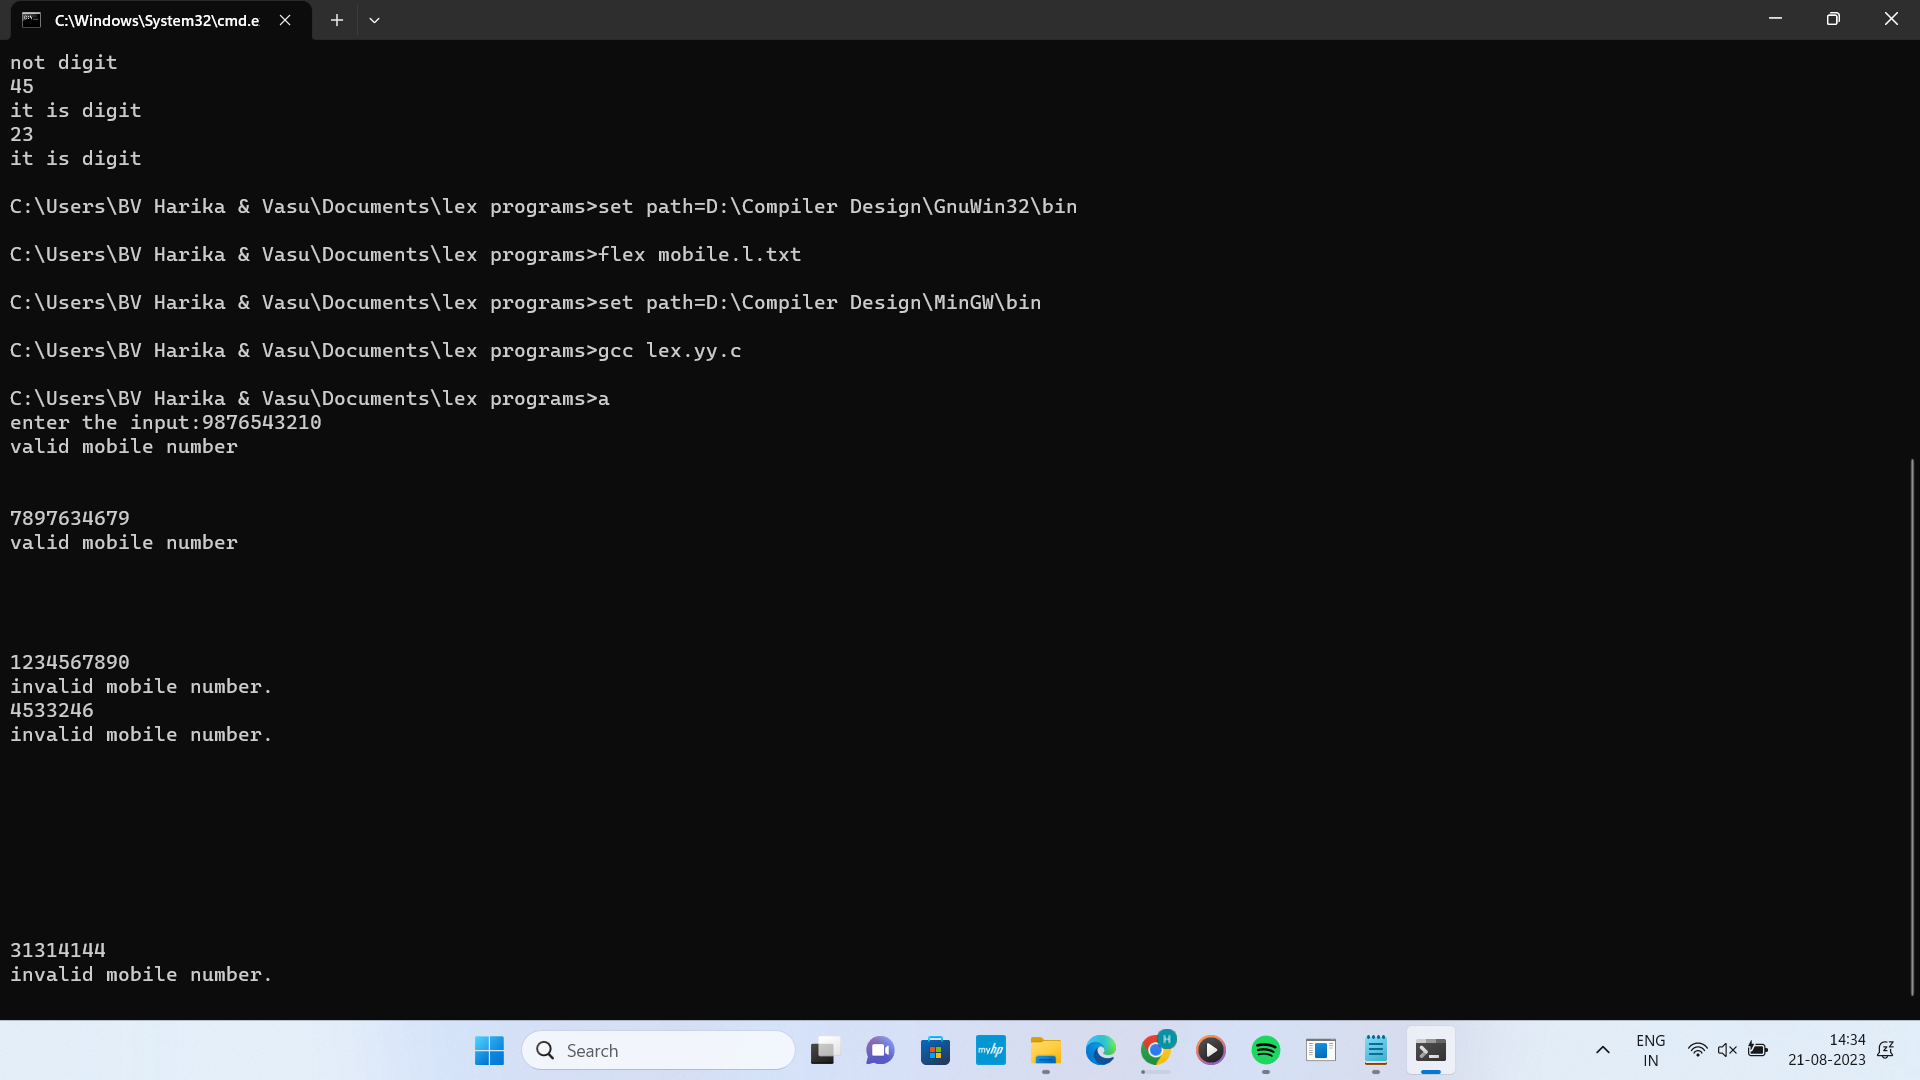 C:\Windows\System32\cmd.e
not digit
45
it is digit
23
it is digit
C:\Users\BV Harika & Vasu\Documents\lex programs>set path=D:\Compiler Design\GnuWin32\bin
C:\Users\BV Harika & Vasu\Documents\lex programs>flex mobile.l.txt
C:\Users\BV Harika & Vasu\Documents\lex programs>set path=D:\Compiler Design\MinGW\bin
C:\Users\BV Harika & Vasu\Documents\lex programs>gcc lex.yy.c
C:\Users\BV Harika & Vasu\Documents\lex programs>a
enter the input:9876543210
valid mobile number
7897634679
valid mobile number
1234567890
invalid mobile number.
4533246
invalid mobile number.
31314144
invalid mobile number.
Search
myhp
H
ENG
IN
14:34
21-08-2023